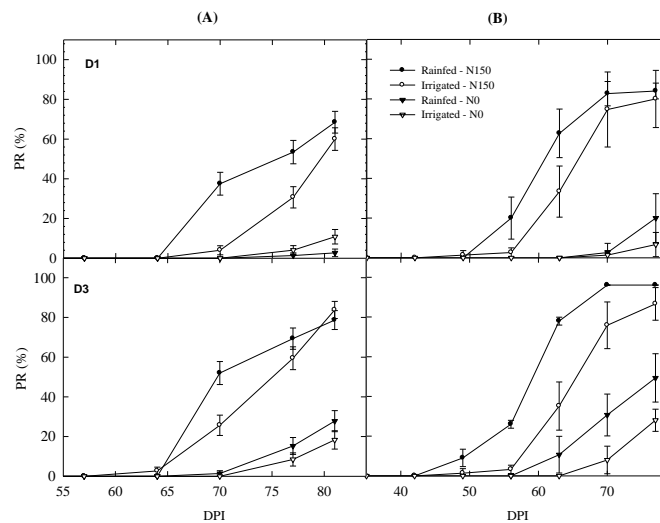 (A)
(B)
100
80
60
40
20
0
PR (%)
D1
Rainfed - N150
Irrigated - N150
Rainfed - N0
Irrigated - N0
100
80
60
40
20
0
PR (%)
D3
55 60 65 70 75 80
40 50 60 70
DPI
DPI